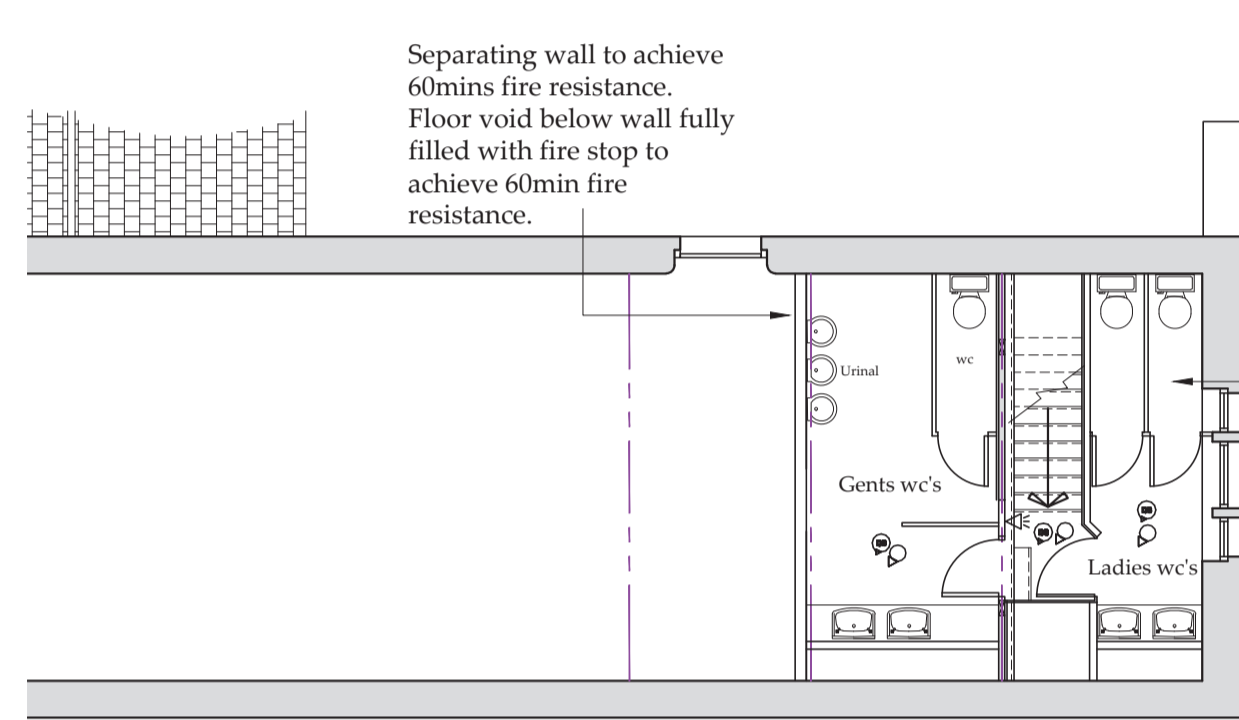 Separating wall to achieve
60mins fire resistance.
Floor void below wall fully
filled with fire stop to
achieve 60min fire
resistance.
Urinal
wc
Gents wc's
Ladies wc's